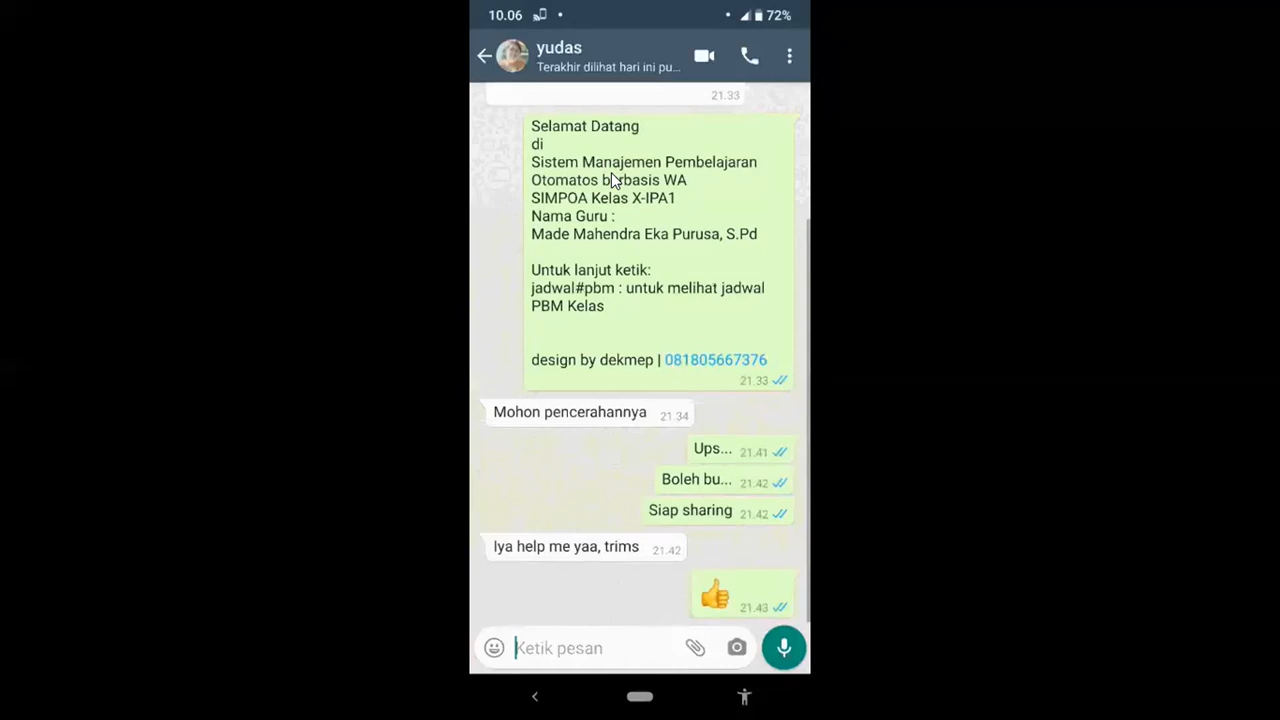 10.06
72%
yudas
Terakhir dilihat hari ini pu...
21.33
Selamat Datang
di
Sistem Manajemen Pembelajaran
Otomatos berbasis WA
SIMPOA Kelas X-IPA1
Nama Guru :
Made Mahendra Eka Purusa, S.Pd
Untuk lanjut ketik:
jadwal#pbm : untuk melihat jadwal
PBM Kelas
design by dekmep | 081805667376
21.33
Mohon pencerahannya 21.34
Ups... 21.41
Boleh bu... 21.42
Siap sharing 21.42
Iya help me yaa, trims 21.42
21.43
Ketik pesan